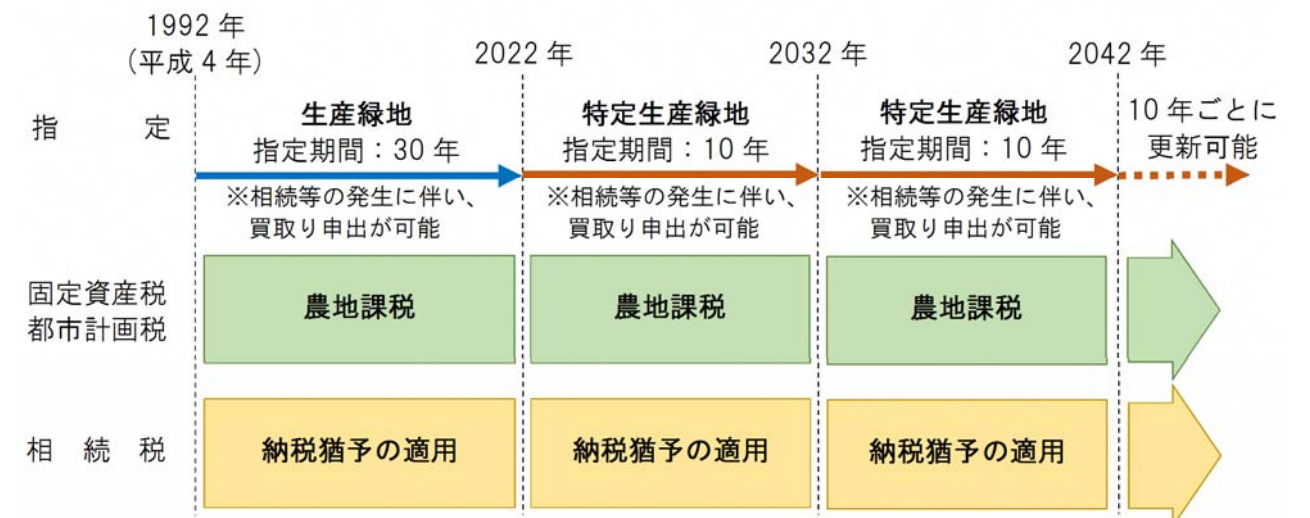 1992 年
(平成 4 年)
2022 年
2032 年
2042 年
指 定
生産緑地
指定期間：30 年
※相続等の発生に伴い、
買取り申出が可能
特定生産緑地
指定期間：10 年
※相続等の発生に伴い、
買取り申出が可能
特定生産緑地
指定期間：10 年
※相続等の発生に伴い、
買取り申出が可能
10 年ごとに
更新可能
固定資産税
都市計画税
農地課税
農地課税
農地課税
相 続 税
納税猶予の適用
納税猶予の適用
納税猶予の適用